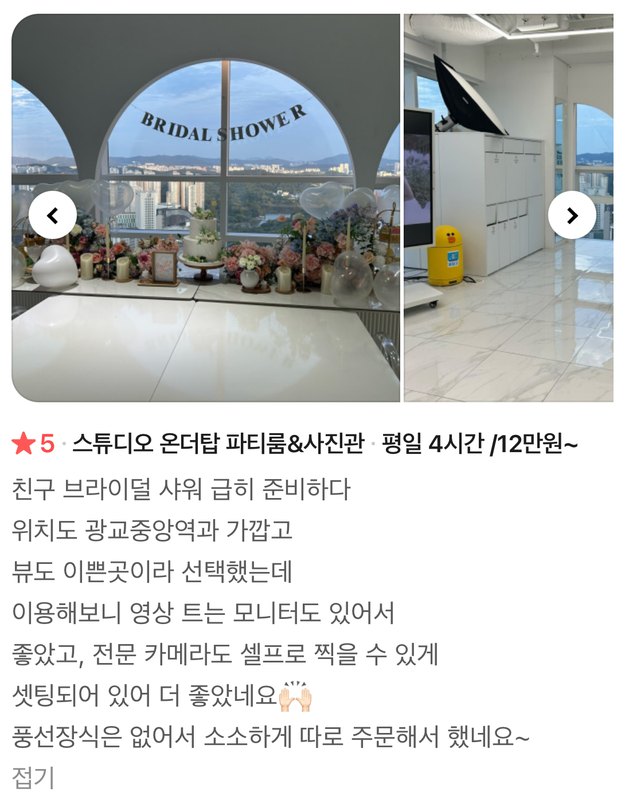 BRIDAL SHOWER
5 · 스튜디오 온더탑 파티룸&사진관 · 평일 4시간 /12만원~
친구 브라이덜 샤워 급히 준비하다
위치도 광교중앙역과 가깝고
뷰도 이쁜곳이라 선택했는데
이용해보니 영상 트는 모니터도 있어서
좋았고, 전문 카메라도 셀프로 찍을 수 있게
셋팅되어 있어 더 좋았네요🙌🏻
풍선장식은 없어서 소소하게 따로 주문해서 했네요~
접기